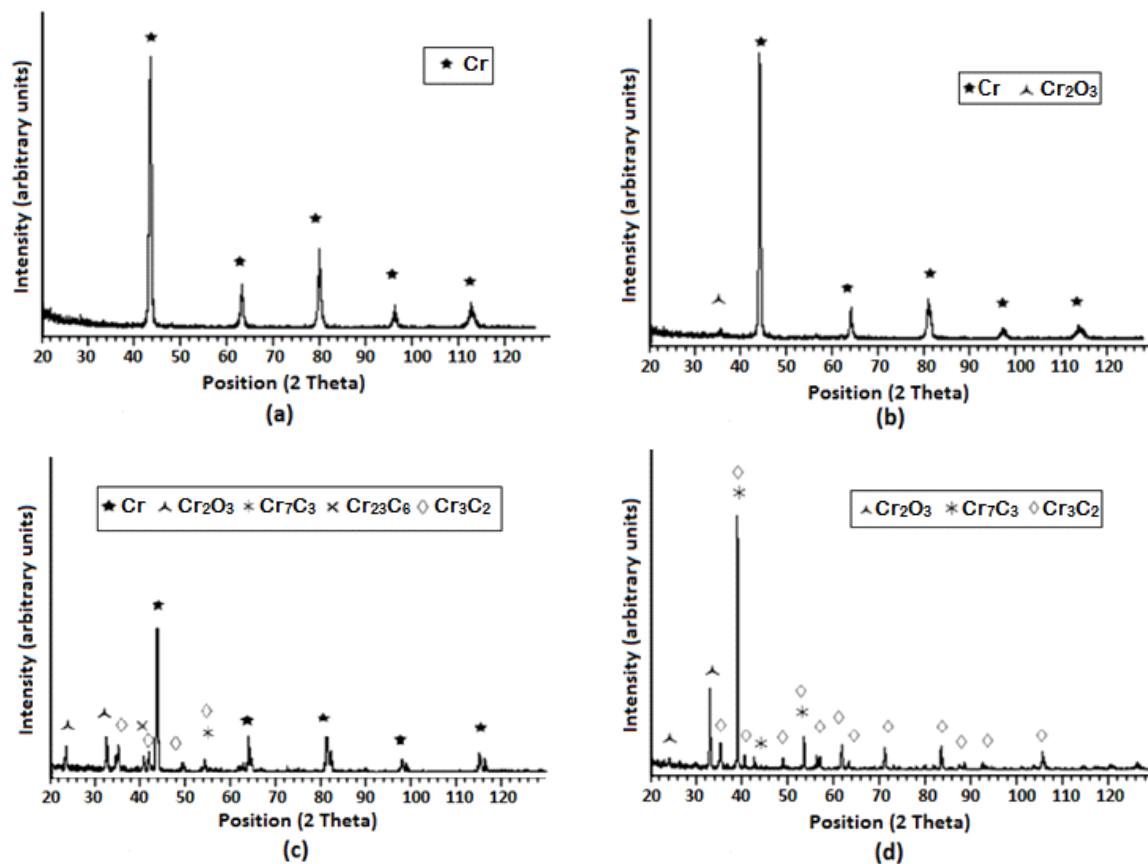 Intensity (arbitrary units)
★ Cr
20 30 40 50 60 70 80 90 100 110 120
Position (2 Theta)
(a)
Intensity (arbitrary units)
★ Cr ⅄ Cr₂O₃
20 30 40 50 60 70 80 90 100 110 120
Position (2 Theta)
(b)
Intensity (arbitrary units)
★ Cr ⅄ Cr₂O₃ ✳ Cr₇C₃ ✕ Cr₂₃C₆ ◇ Cr₃C₂
20 30 40 50 60 70 80 90 100 110 120
Position (2 Theta)
(c)
Intensity (arbitrary units)
⅄ Cr₂O₃ ✳ Cr₇C₃ ◇ Cr₃C₂
20 30 40 50 60 70 80 90 100 110 120
Position (2 Theta)
(d)